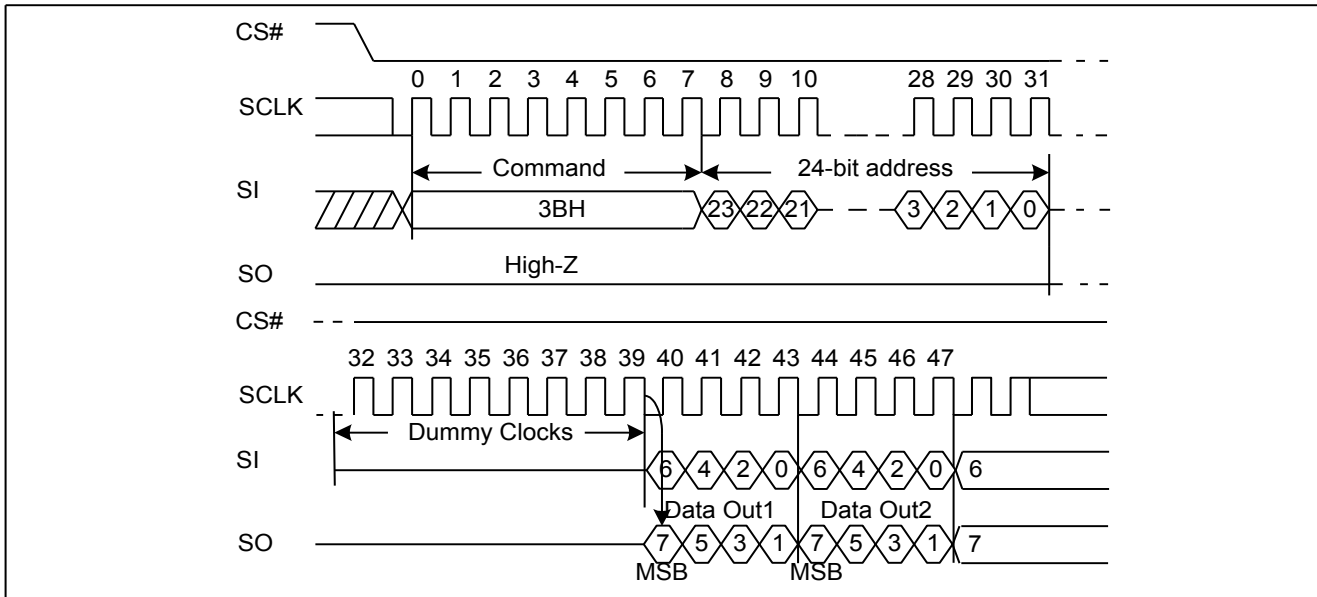 CS#
0 1 2 3 4 5 6 7 8 9 10 28 29 30 31
SCLK
Command 24-bit address
SI
3BH 23 22 21 3 2 1 0
High-Z
SO
CS#
32 33 34 35 36 37 38 39 40 41 42 43 44 45 46 47
SCLK
Dummy Clocks
SI 6 4 2 0 6 4 2 0 6
Data Out1 Data Out2
SO 7 5 3 1 7 5 3 1 7
MSB MSB